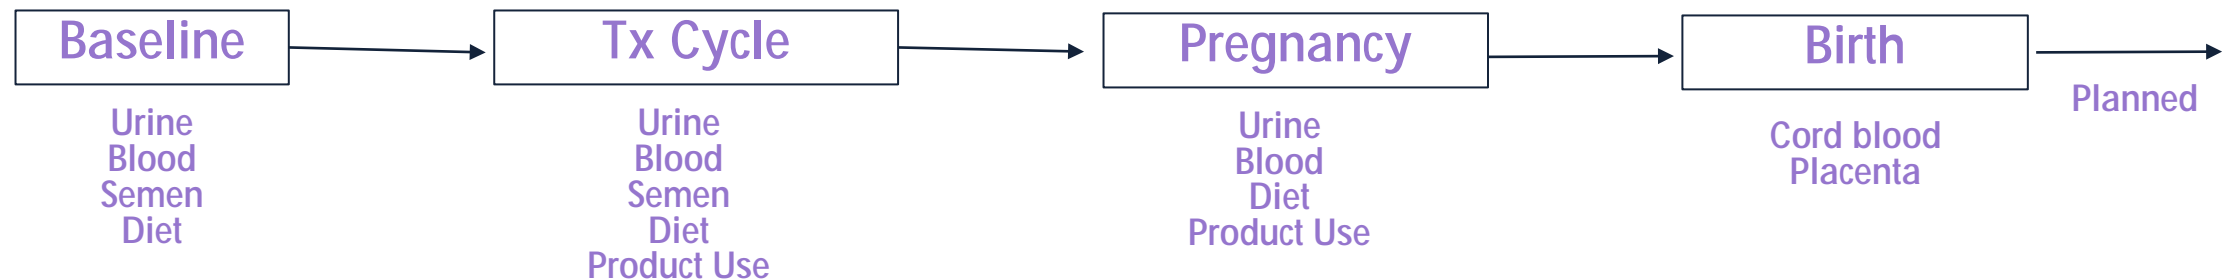 Baseline
Urine
Blood
Semen
Diet
Tx Cycle
Urine
Blood
Semen
Diet
Product Use
Pregnancy
Urine
Blood
Diet
Product Use
Birth
Cord blood
Placenta
Planned